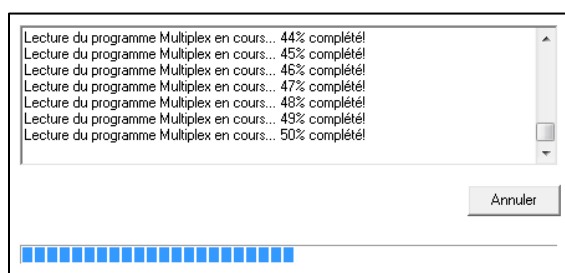 Lecture du programme Multiplex en cours... 44% complété!
Lecture du programme Multiplex en cours... 45% complété!
Lecture du programme Multiplex en cours... 46% complété!
Lecture du programme Multiplex en cours... 47% complété!
Lecture du programme Multiplex en cours... 48% complété!
Lecture du programme Multiplex en cours... 49% complété!
Lecture du programme Multiplex en cours... 50% complété!
Annuler